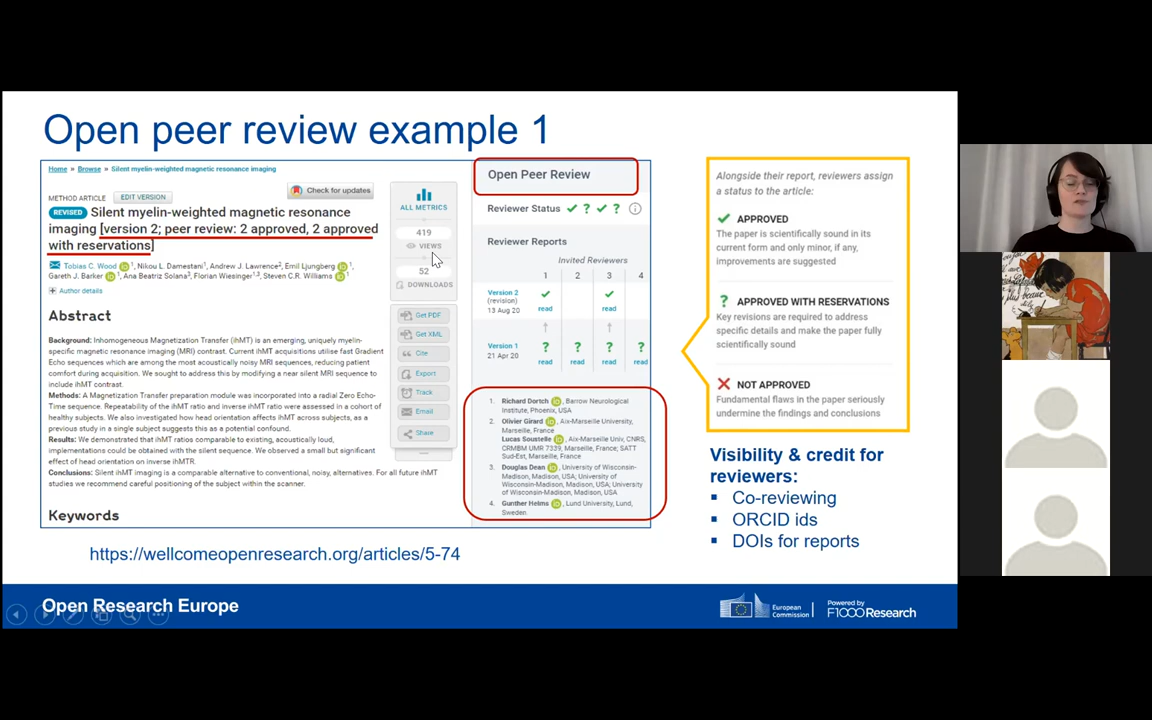 Open peer review example 1
Home » Browse » Silent myelin-weighted magnetic resonance imaging
METHOD ARTICLE EDIT VERSION
Check for updates
REVISED Silent myelin-weighted magnetic resonance
imaging [version 2; peer review: 2 approved, 2 approved
with reservations]
Tobias C. Wood 1, Nikou L. Damestani1, Andrew J. Lawrence2, Emil Ljungberg 1,
Gareth J. Barker 1, Ana Beatriz Solana3, Florian Wiesinger1,3, Steven C.R. Williams 1
Author details
Abstract
Background: Inhomogeneous Magnetization Transfer (ihMT) is an emerging, uniquely myelin-
specific magnetic resonance imaging (MRI) contrast. Current ihMT acquisitions utilise fast Gradient
Echo sequences which are among the most acoustically noisy MRI sequences, reducing patient
comfort during acquisition. We sought to address this by modifying a near silent MRI sequence to
include ihMT contrast.
Methods: A Magnetization Transfer preparation module was incorporated into a radial Zero Echo-
Time sequence. Repeatability of the ihMT ratio and inverse ihMT ratio were assessed in a cohort of
healthy subjects. We also investigated how head orientation affects ihMT across subjects, as a
previous study in a single subject suggests this as a potential confound.
Results: We demonstrated that ihMT ratios comparable to existing, acoustically loud,
implementations could be obtained with the silent sequence. We observed a small but significant
effect of head orientation on inverse ihMTR.
Conclusions: Silent ihMT imaging is a comparable alternative to conventional, noisy, alternatives. For all future ihMT
studies we recommend careful positioning of the subject within the scanner.
Keywords
ALL METRICS
419
VIEWS
52
DOWNLOADS
Get PDF
Get XML
Cite
Export
Track
Email
Share
Open Peer Review
Reviewer Status ✓ ? ✓ ?
Reviewer Reports
Invited Reviewers
1 2 3 4
Version 2
(revision)
13 Aug 20
✓ ✓
read read
Version 1
21 Apr 20
? ? ? ?
read read read read
1. Richard Dortch , Barrow Neurological
Institute, Phoenix, USA
2. Olivier Girard , Aix-Marseille University,
Marseille, France
Lucas Soustelle , Aix-Marseille Univ, CNRS,
CRMBM UMR 7339, Marseille, France; SATT
Sud-Est, Marseille, France
3. Douglas Dean , University of Wisconsin-
Madison, Madison, USA; University of
Wisconsin-Madison, Madison, USA; University
of Wisconsin-Madison, Madison, USA
4. Gunther Helms , Lund University, Lund,
Sweden
Alongside their report, reviewers assign
a status to the article:
✓ APPROVED
The paper is scientifically sound in its
current form and only minor, if any,
improvements are suggested
? APPROVED WITH RESERVATIONS
Key revisions are required to address
specific details and make the paper fully
scientifically sound
✗ NOT APPROVED
Fundamental flaws in the paper seriously
undermine the findings and conclusions
Visibility & credit for
reviewers:
▪ Co-reviewing
▪ ORCID ids
▪ DOIs for reports
https://wellcomeopenresearch.org/articles/5-74
Open Research Europe
European
Commission
Powered by
F1000Research